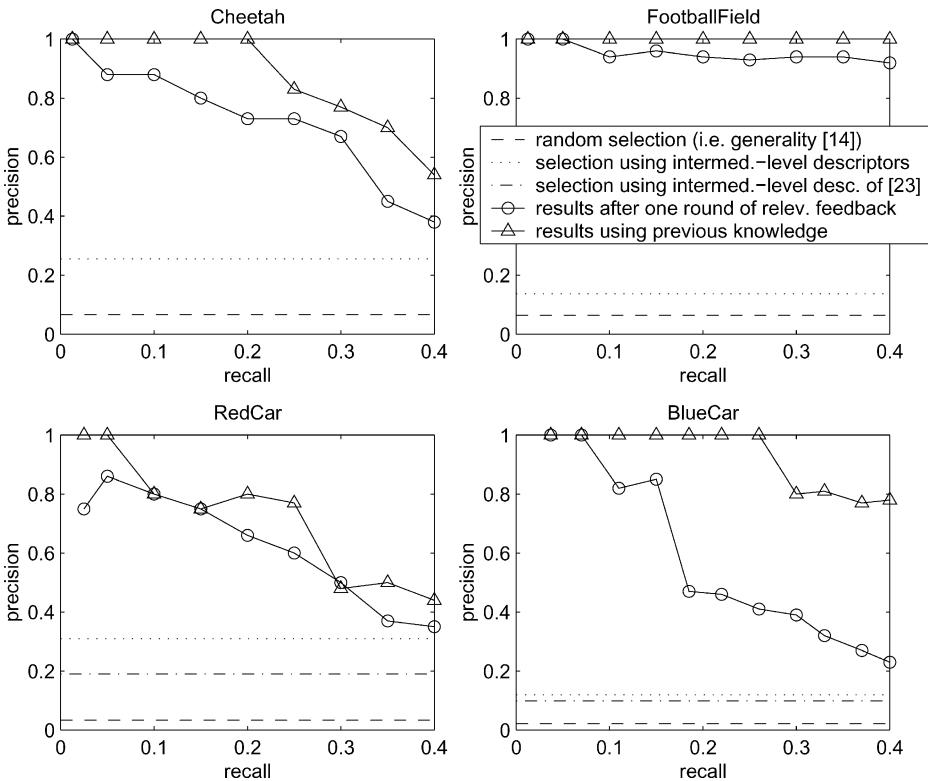 Cheetah
1
0.8
0.6
0.4
0.2
0
precision
0 0.1 0.2 0.3 0.4
recall
FootballField
1
0.8
0.2
0
precision
0 0.1 0.2 0.3 0.4
recall
random selection (i.e. generality [14])
selection using intermed.-level descriptors
selection using intermed.-level desc. of [23]
results after one round of relev. feedback
results using previous knowledge
RedCar
1
0.8
0.6
0.4
0.2
0
precision
0 0.1 0.2 0.3 0.4
recall
BlueCar
1
0.8
0.6
0.4
0.2
0
precision
0 0.1 0.2 0.3 0.4
recall